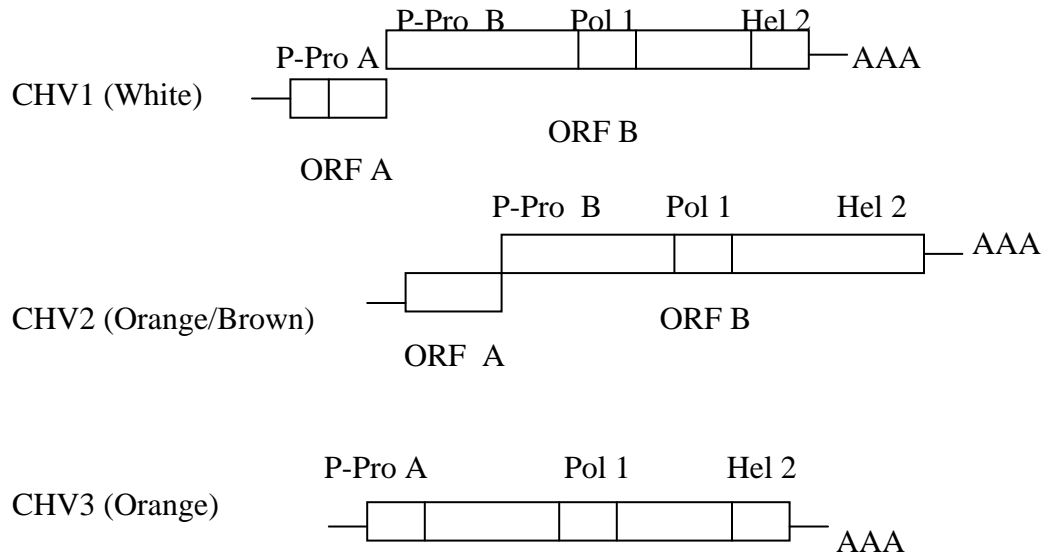 P-Pro B Pol 1 Hel 2
P-Pro A AAA
CHV1 (White)
ORF B
ORF A
P-Pro B Pol 1 Hel 2
AAA
CHV2 (Orange/Brown) ORF B
ORF A
P-Pro A Pol 1 Hel 2
CHV3 (Orange)
AAA